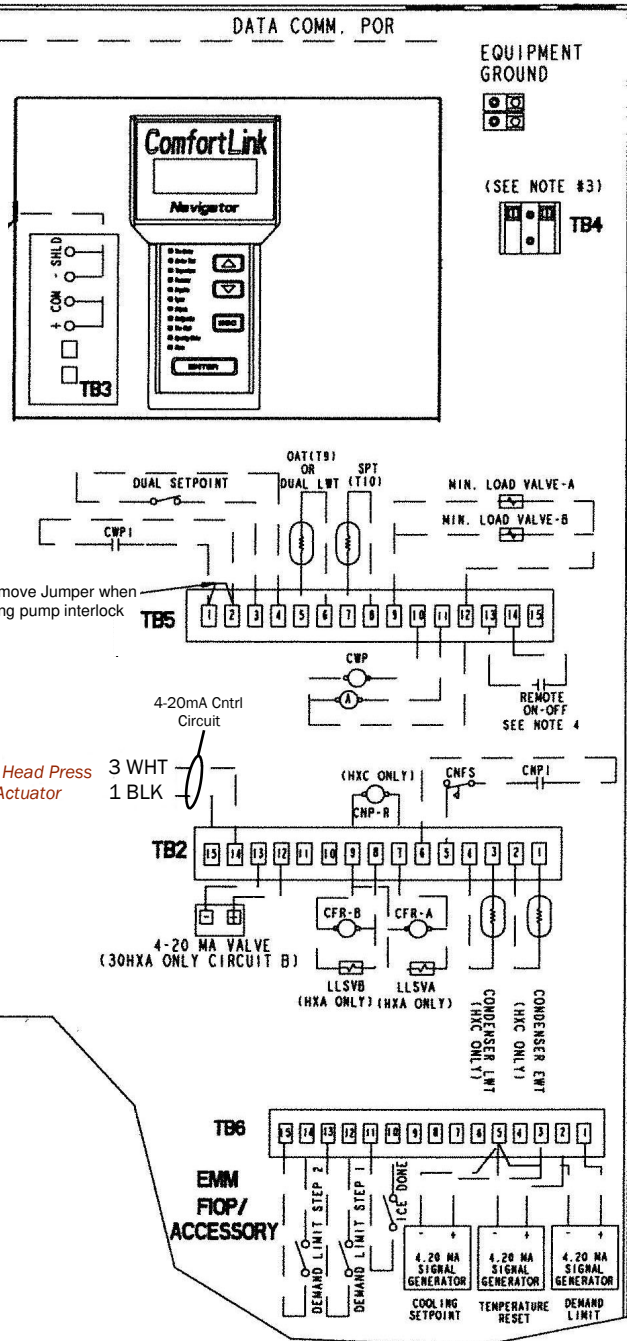 DATA COMM. POR
EQUIPMENT
GROUND
(SEE NOTE #3)
TB4
ComfortLink
Navigator
ENTER
+ COM - SHLD
TB3
DUAL SETPOINT
OAT(T9)
OR
DUAL LWT
SPT
(T10)
MIN. LOAD VALVE-A
MIN. LOAD VALVE-B
CWP1
move Jumper when
ng pump interlock
TB5
1 2 3 4 5 6 7 8 9 10 11 12 13 14 15
CWP
A
REMOTE
ON-OFF
SEE NOTE 4
4-20mA Cntrl
Circuit
Head Press
Actuator
3 WHT
1 BLK
(HXC ONLY)
CNP-R
CNFS
CNP1
TB2
15 14 13 12 11 10 9 8 7 6 5 4 3 2 1
- +
4-20 MA VALVE
(30HXA ONLY CIRCUIT B)
CFR-B
CFR-A
LLSVB
(HXA ONLY)
LLSVA
(HXA ONLY)
CONDENSER LWT
(HXC ONLY)
CONDENSER EWT
(HXC ONLY)
TB6
15 14 13 12 11 10 9 8 7 6 5 4 3 2 1
EMM
FIOP/
ACCESSORY
DEMAND LIMIT STEP 2
DEMAND LIMIT STEP 1
ICE DONE
- +
4.20 MA
SIGNAL
GENERATOR
COOLING
SETPOINT
- +
4.20 MA
SIGNAL
GENERATOR
TEMPERATURE
RESET
- +
4.20 MA
SIGNAL
GENERATOR
DEMAND
LIMIT